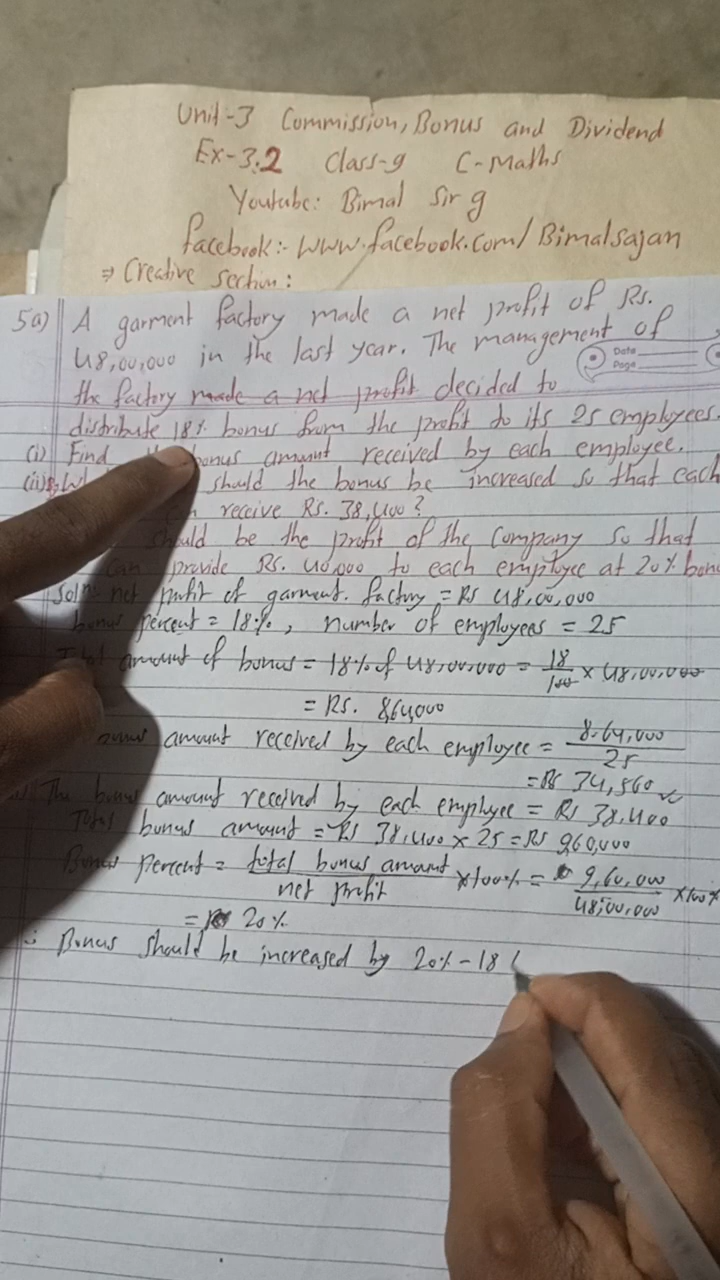 Unit-3 Commission, Bonus and Dividend
Ex-3.2 Class-9 C-Maths
Youtube: Bimal Sir g
facebook:- www.facebook.com/Bimalsajan
⇒ Creative section:
5a) A garment factory made a net profit of Rs.
48,00,000 in the last year. The management of
Date
Page
the factory made a net profit decided to
distribute 18% bonus from the profit to its 25 employees.
(i) Find bonus amount received by each employee.
(ii) should the bonus be increased so that each
receive Rs. 38,400?
should be the profit of the company so that
can provide Rs. 40,000 to each employee at 20% bonu
Soln: net profit of garment factory = Rs 48,00,000
bonus percent = 18%, number of employees = 25
Total amount of bonus = 18% of 48,00,000 = 18/100 × 48,00,000
= Rs. 864000
amount received by each employee = 8,64,000/25
= Rs 34,560
The bonus amount received by each employee = Rs 38,400
Total bonus amount = Rs 38,400 × 25 = Rs 960,000
Bonus percent = total bonus amount/net profit × 100% = 9,60,000/48,00,000 × 100%
= 20%
∴ Bonus should be increased by 20% - 18